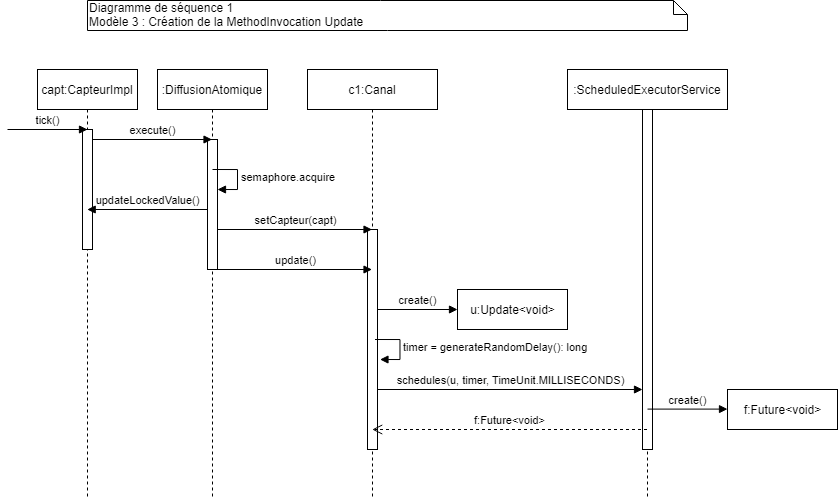 Diagramme de séquence 1
Modèle 3 : Création de la MethodInvocation Update
capt:CapteurImpl
:DiffusionAtomique
c1:Canal
:ScheduledExecutorService
tick()
execute()
semaphore.acquire
updateLockedValue()
setCapteur(capt)
update()
create()
u:Update<void>
timer = generateRandomDelay(): long
schedules(u, timer, TimeUnit.MILLISECONDS)
create()
f:Future<void>
f:Future<void>